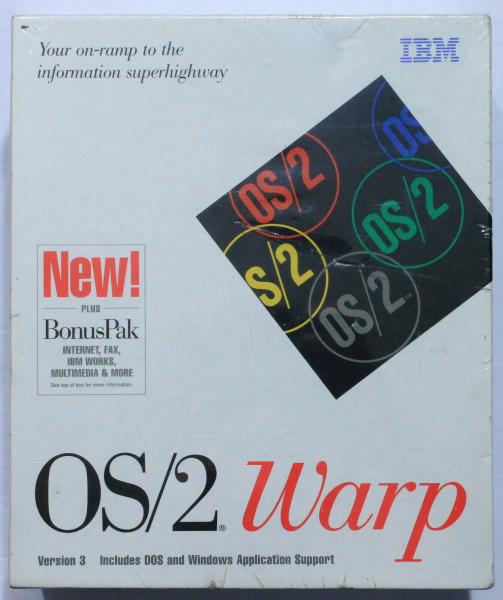 Your on-ramp to the
information superhighway
IBM
OS
OS/2
OS/2
S/2
OS/2
New!
PLUS
BonusPak
INTERNET, FAX,
IBM WORKS,
MULTIMEDIA & MORE
See top of box for more information.
OS/2® Warp
Version 3 Includes DOS and Windows Application Support